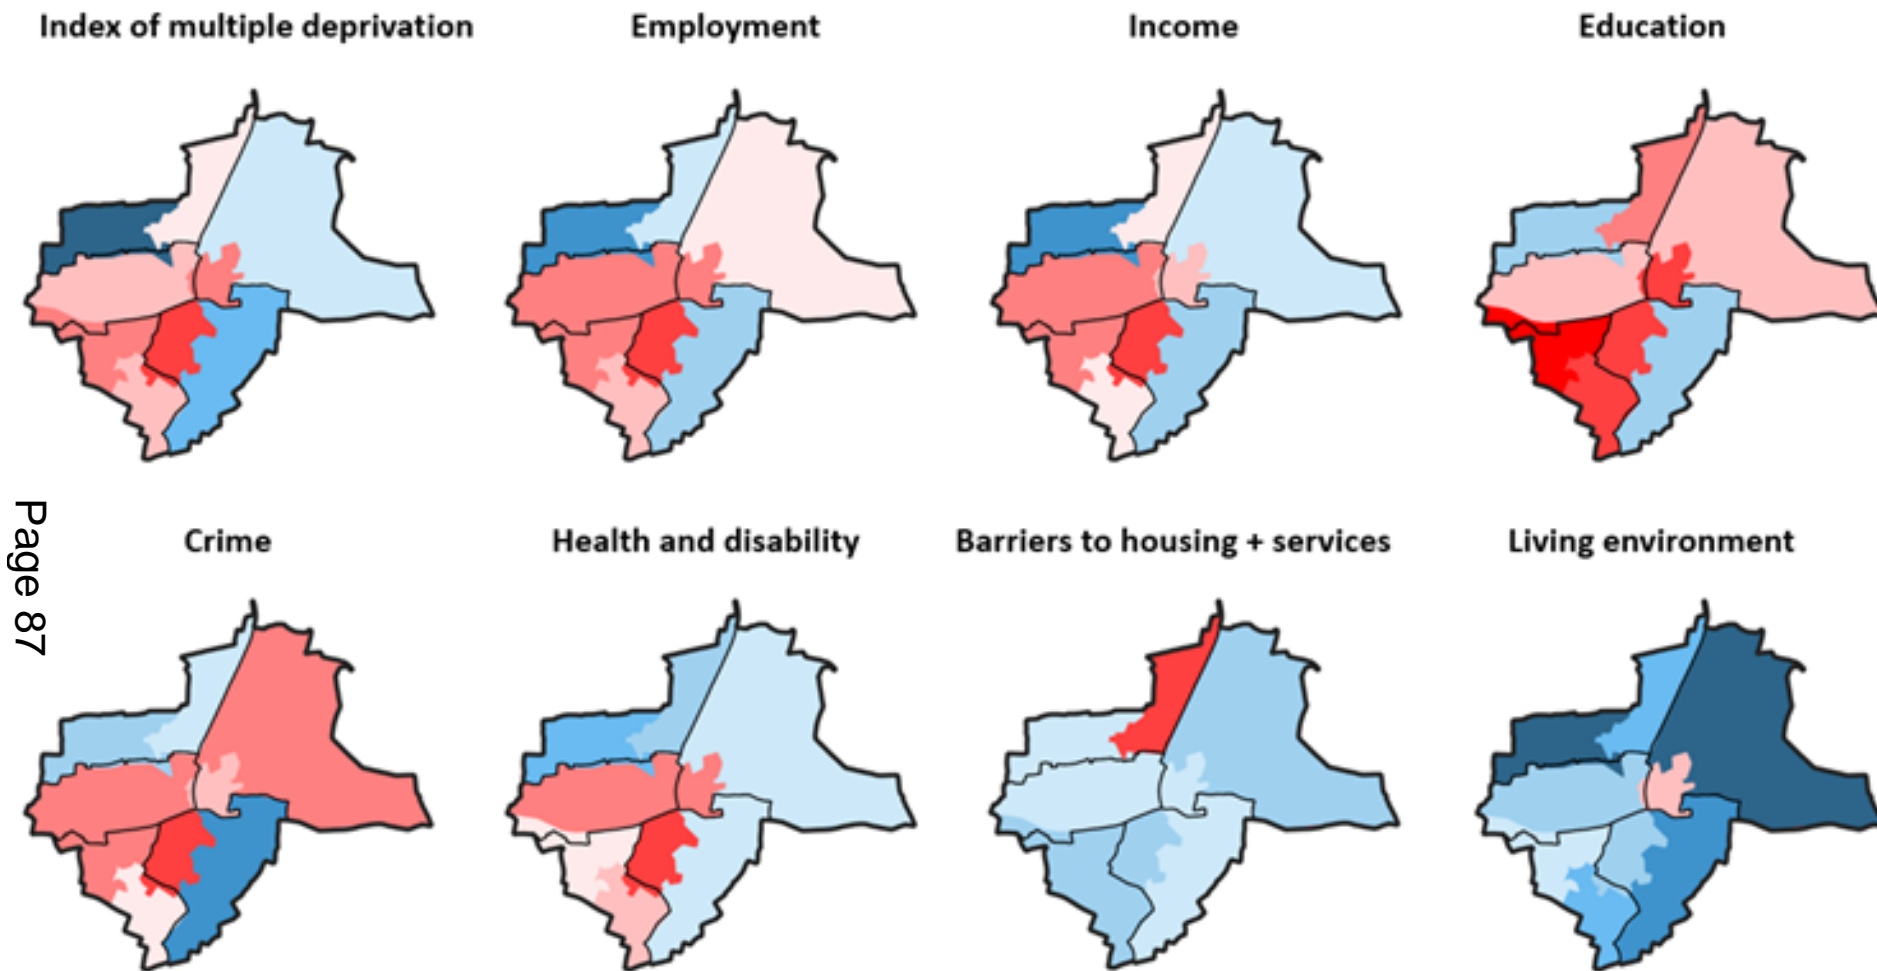 Index of multiple deprivation
Employment
Income
Education
Crime
Health and disability
Barriers to housing + services
Living environment
Page 87